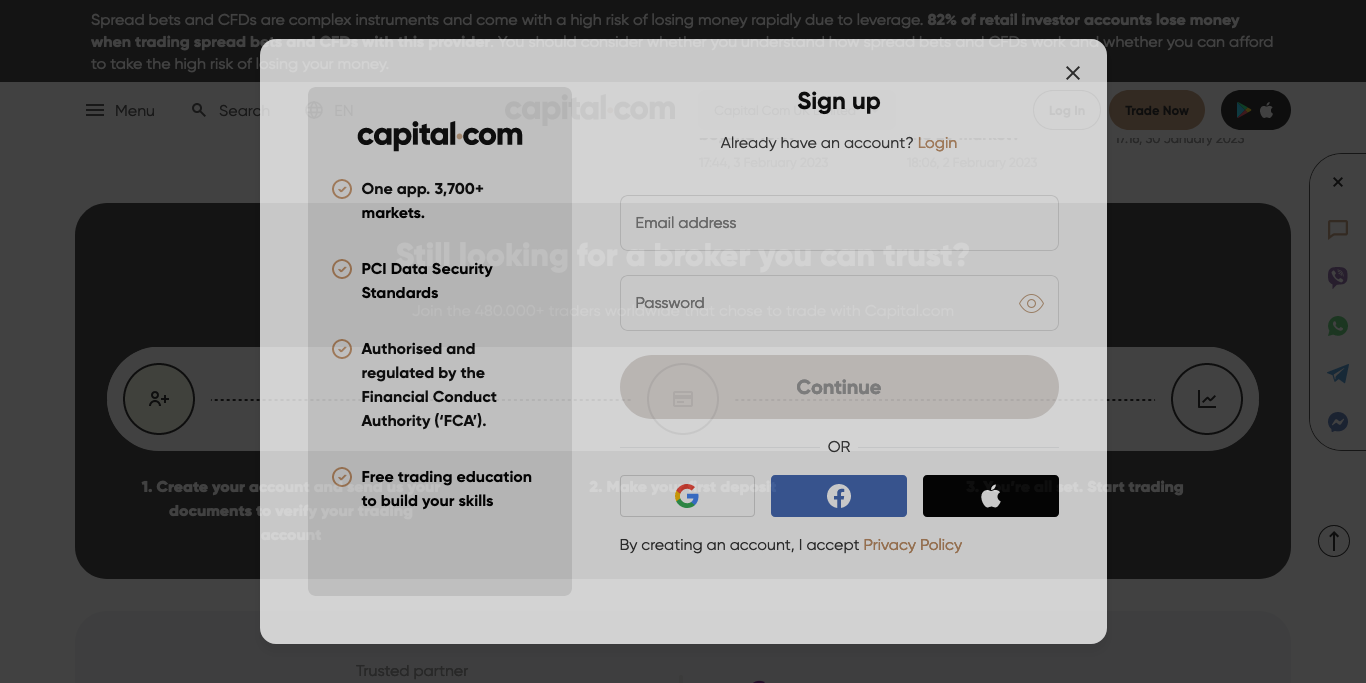 Spread bets and CFDs are complex instruments and come with a high risk of losing money rapidly due to leverage. 82% of retail investor accounts lose money
when trading spread bets and CFDs with this provider. You should consider whether you understand how spread bets and CFDs work and whether you can afford
to take the high risk of losing your money.
Menu Search EN capital.com Capital Com UK Log In Trade Now
17:44, 3 February 2023 18:06, 2 February 2023 17:18, 30 January 2023
Still looking for a broker you can trust?
Join the 480.000+ traders worldwide that chose to trade with Capital.com
1. Create your account and send us your
documents to verify your trading
account
2. Make your first deposit
3. You're all set. Start trading
Trusted partner
capital.com
One app. 3,700+
markets.
PCI Data Security
Standards
Authorised and
regulated by the
Financial Conduct
Authority (‘FCA’).
Free trading education
to build your skills
Sign up
Already have an account? Login
Email address
Password
Continue
OR
By creating an account, I accept Privacy Policy